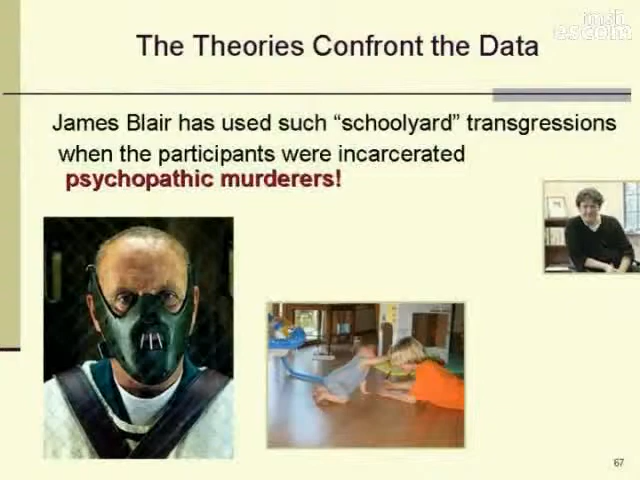 The Theories Confront the Data
James Blair has used such “schoolyard” transgressions
when the participants were incarcerated
psychopathic murderers!
67